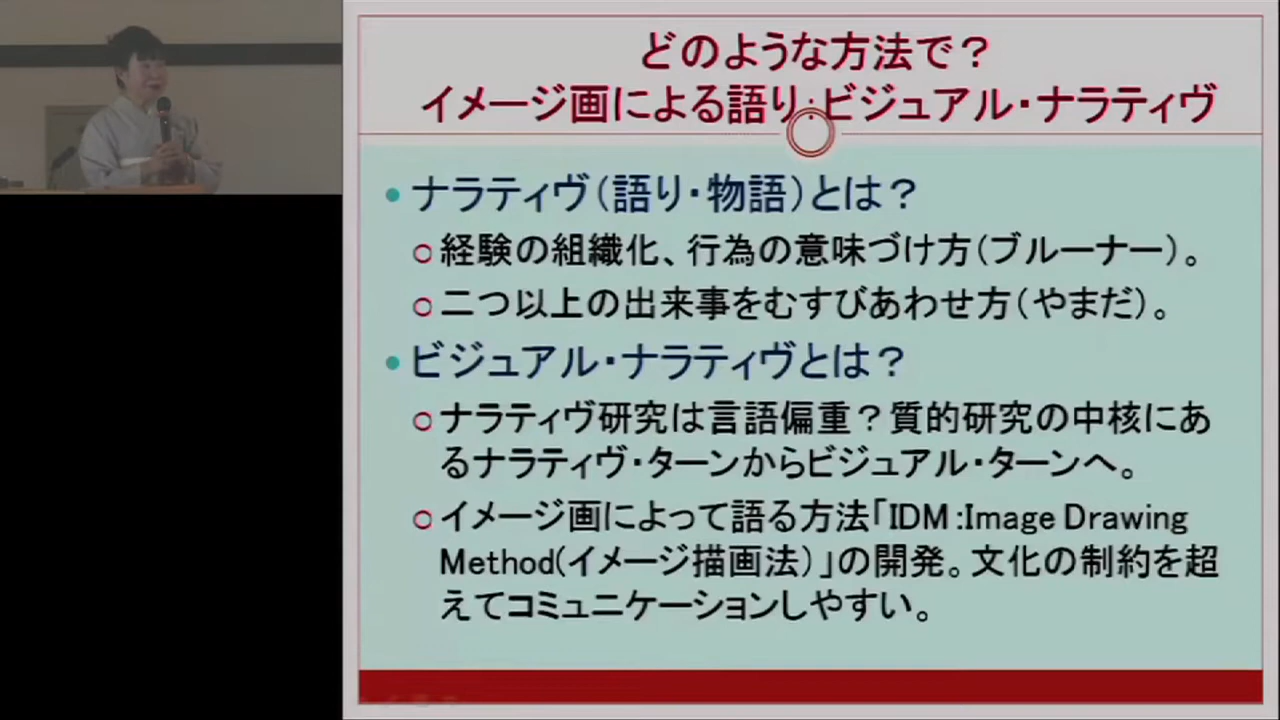 どのような方法で？
イメージ画による語り:ビジュアル・ナラティヴ
• ナラティヴ（語り・物語）とは？
○ 経験の組織化、行為の意味づけ方（ブルーナー）。
○ 二つ以上の出来事をむすびあわせ方（やまだ）。
• ビジュアル・ナラティヴとは？
○ ナラティヴ研究は言語偏重？質的研究の中核にあ
るナラティヴ・ターンからビジュアル・ターンへ。
○ イメージ画によって語る方法「IDM:Image Drawing
Method(イメージ描画法）」の開発。文化の制約を超
えてコミュニケーションしやすい。